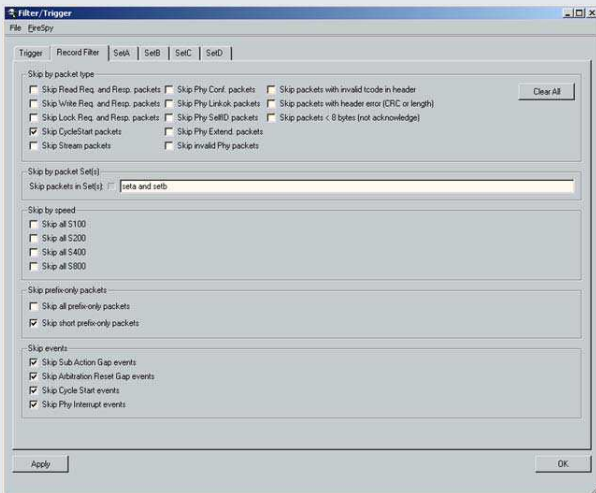 Filter/Trigger
File FireSpy
Trigger Record Filter SetA SetB SetC SetD
Skip by packet type
Skip Read Req. and Resp. packets Skip Phy Conf. packets Skip packets with invalid tcode in header Clear All
Skip Write Req. and Resp. packets Skip Phy Linkok packets Skip packets with header error (CRC or length)
Skip Lock Req. and Resp. packets Skip Phy SelfID packets Skip packets < 8 bytes (not acknowledge)
Skip CycleStart packets Skip Phy Extend. packets
Skip Stream packets Skip invalid Phy packets
Skip by packet Set(s)
Skip packets in Set(s): seta and setb
Skip by speed
Skip all S100
Skip all S200
Skip all S400
Skip all S800
Skip prefix-only packets
Skip all prefix-only packets
Skip short prefix-only packets
Skip events
Skip Sub Action Gap events
Skip Arbitration Reset Gap events
Skip Cycle Start events
Skip Phy Interrupt events
Apply OK